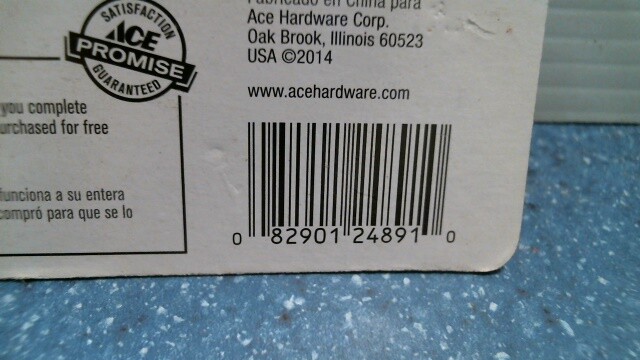 SATISFACTION
ACE
PROMISE
GUARANTEED
Fabricado en China para
Ace Hardware Corp.
Oak Brook, Illinois 60523
USA ©2014
www.acehardware.com
you complete
urchased for free
funciona a su entera
compró para que se lo
0 82901 24891 0